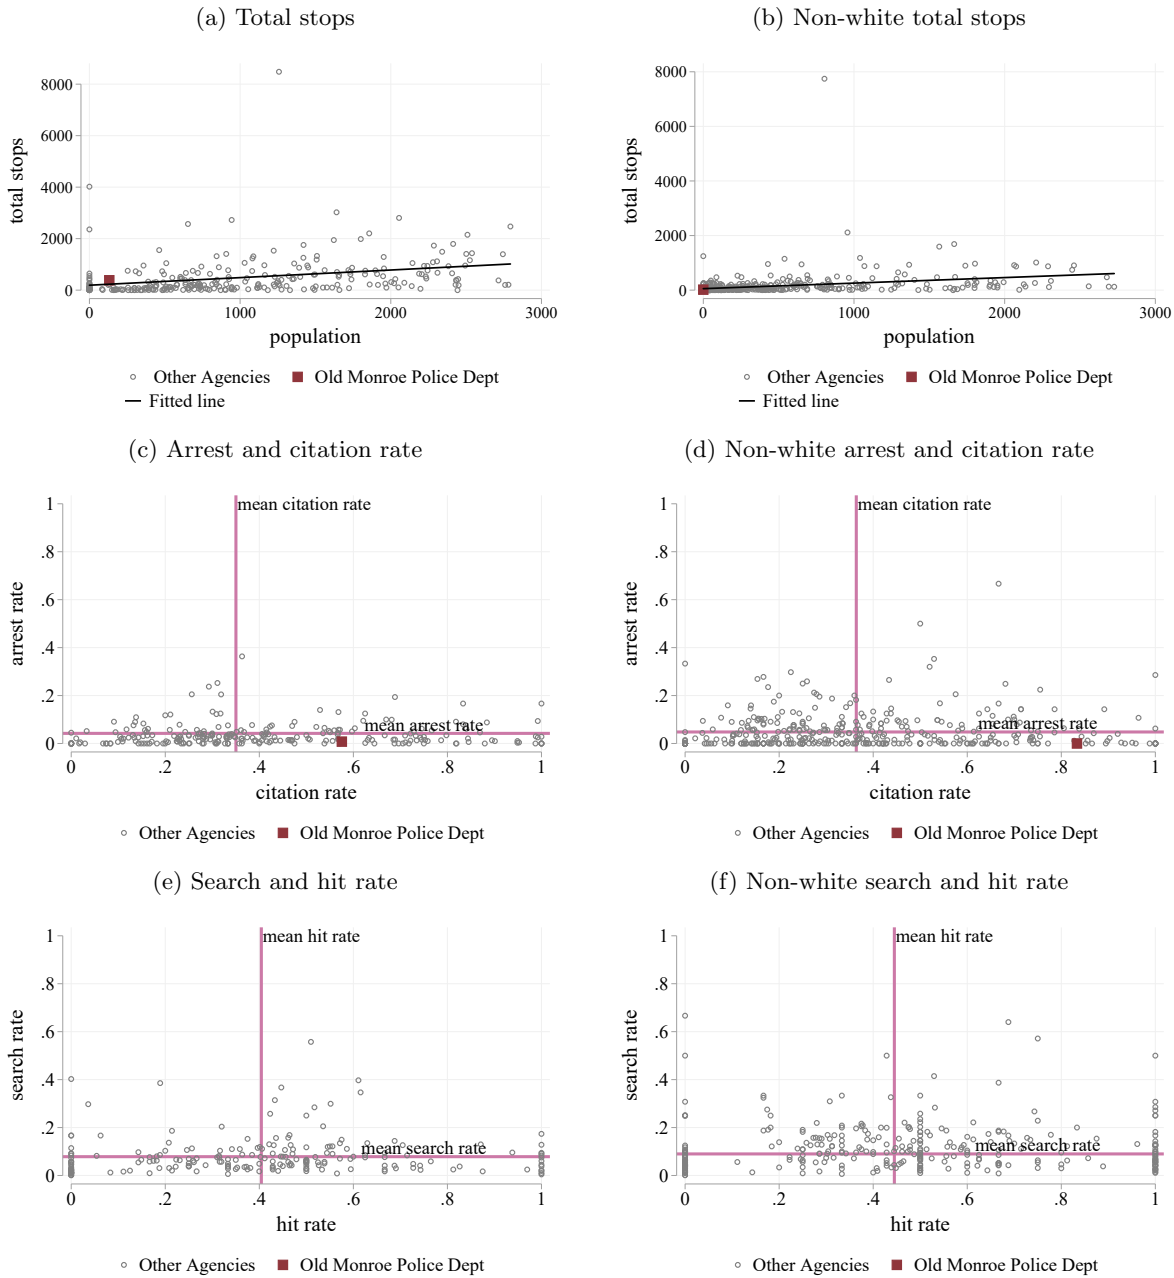 (a) Total stops
(b) Non-white total stops
8000
6000
4000
2000
0
total stops
0
1000
2000
3000
population
Other Agencies
Old Monroe Police Dept
Fitted line
8000
6000
4000
2000
0
total stops
0
1000
2000
3000
population
Other Agencies
Old Monroe Police Dept
Fitted line
(c) Arrest and citation rate
(d) Non-white arrest and citation rate
1
.8
.6
.4
.2
0
arrest rate
mean citation rate
mean arrest rate
0
.2
.4
.6
.8
1
citation rate
Other Agencies
Old Monroe Police Dept
1
.8
.6
.4
.2
0
arrest rate
mean citation rate
mean arrest rate
0
.2
.4
.6
.8
1
citation rate
Other Agencies
Old Monroe Police Dept
(e) Search and hit rate
(f) Non-white search and hit rate
1
.8
.6
.4
.2
0
search rate
mean hit rate
mean search rate
0
.2
.4
.6
.8
1
hit rate
Other Agencies
Old Monroe Police Dept
1
.8
.6
.4
.2
0
search rate
mean hit rate
mean search rate
0
.2
.4
.6
.8
1
hit rate
Other Agencies
Old Monroe Police Dept